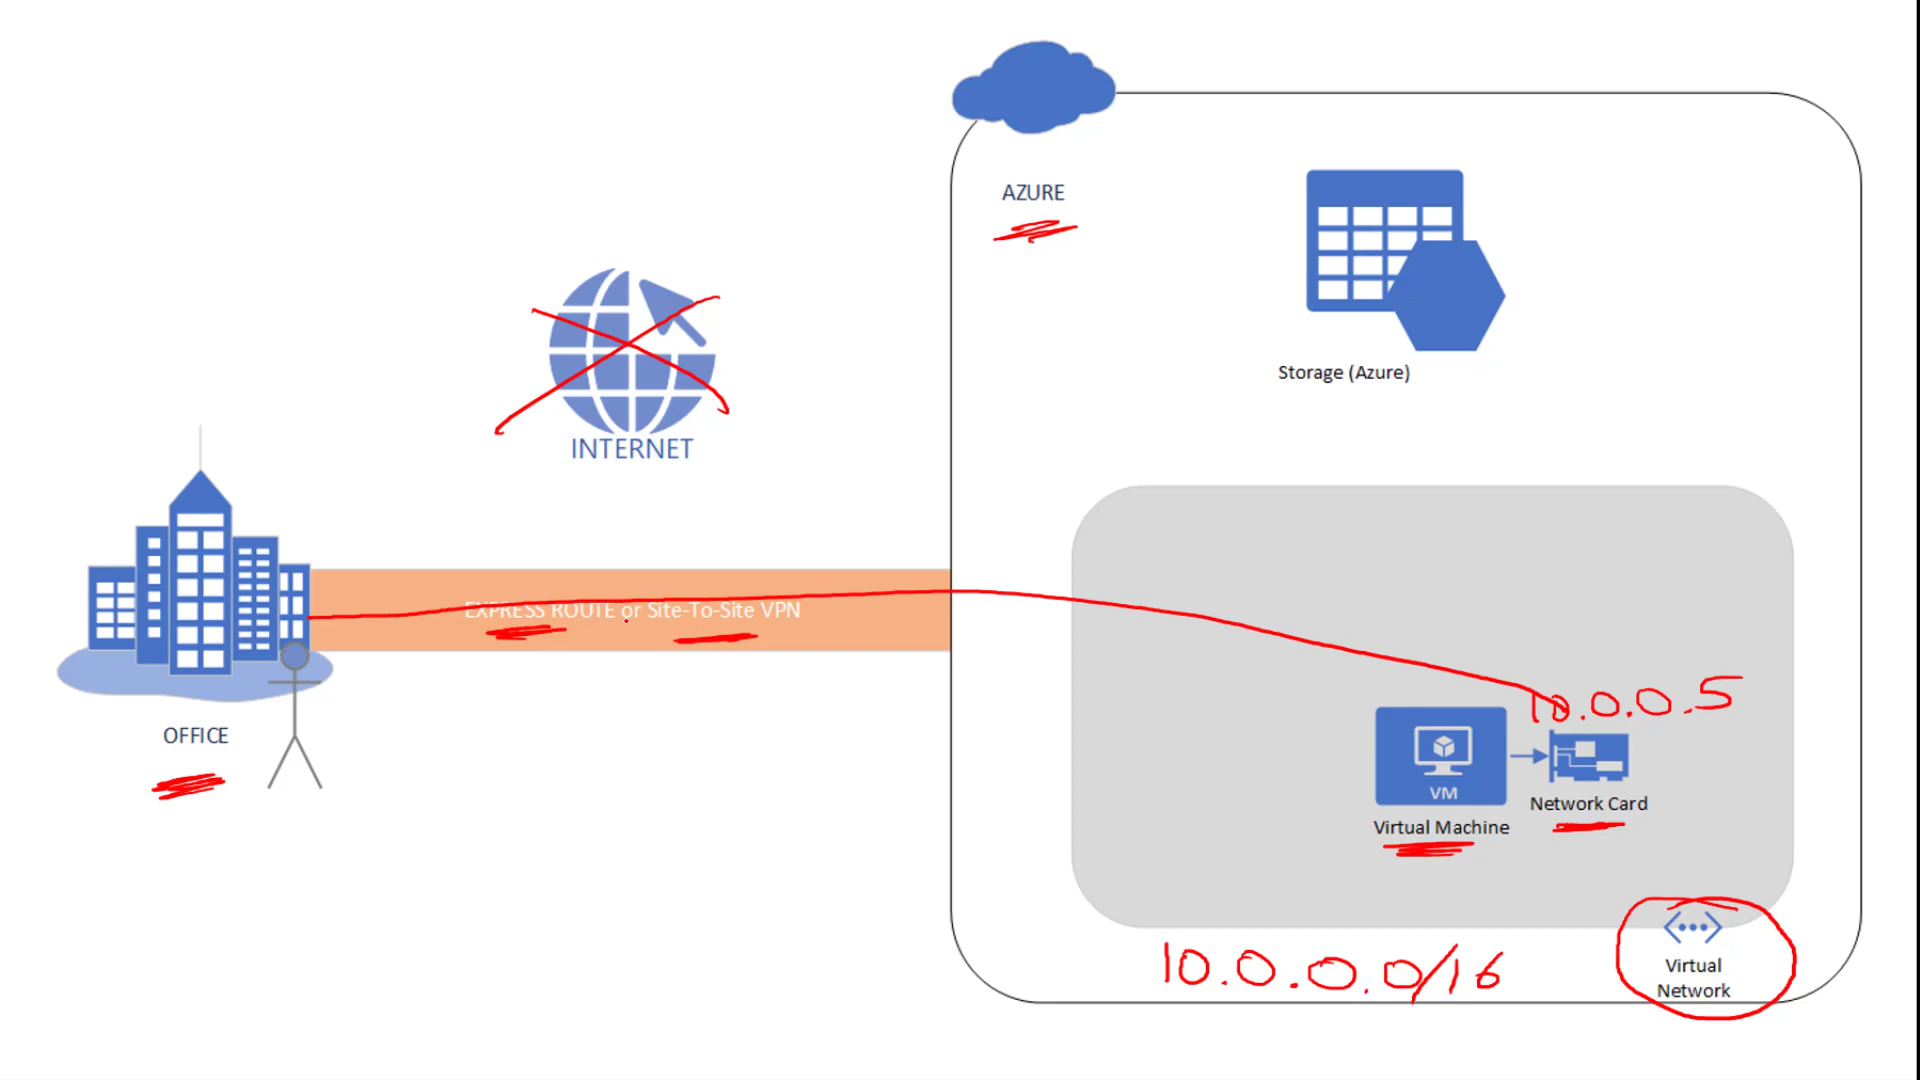 AZURE
Storage (Azure)
INTERNET
EXPRESS ROUTE or Site-To-Site VPN
OFFICE
10.0.0.5
VM
Network Card
Virtual Machine
10.0.0.0/16
Virtual
Network